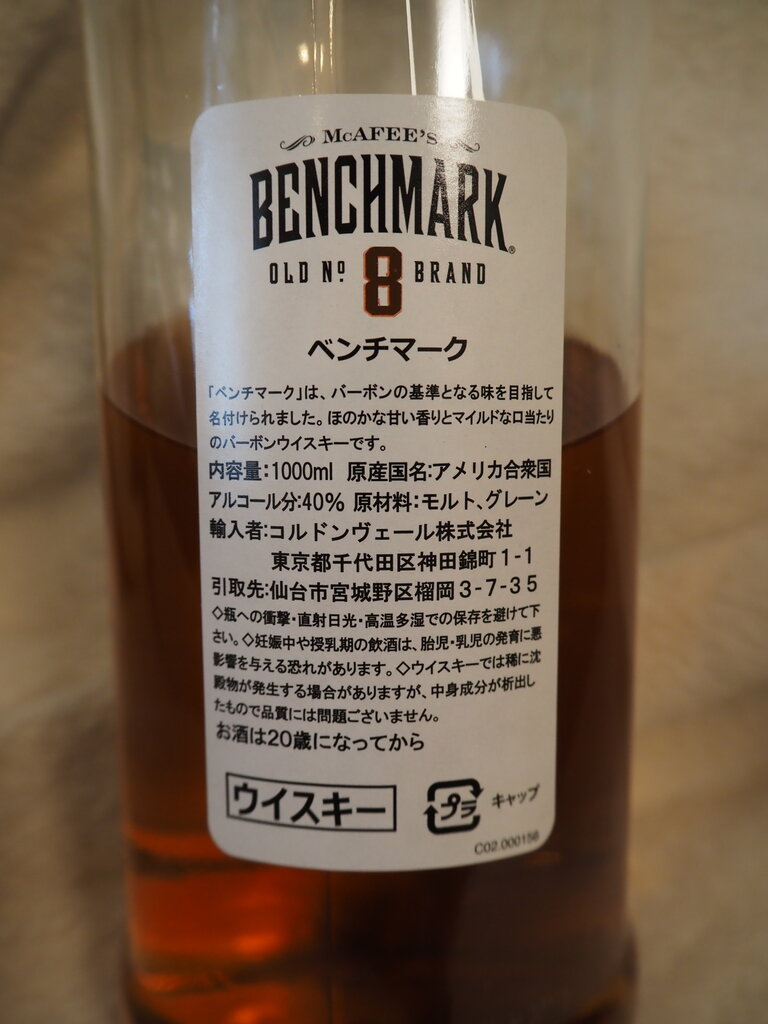 McAFEE'S
BENCHMARK®
OLD Nº 8 BRAND
ベンチマーク
「ベンチマーク」は、バーボンの基準となる味を目指して
名付けられました。ほのかな甘い香りとマイルドな口当たり
のバーボンウイスキーです。
内容量:1000ml 原産国名:アメリカ合衆国
アルコール分:40% 原材料:モルト、グレーン
輸入者:コルドンヴェール株式会社
東京都千代田区神田錦町1-1
引取先:仙台市宮城野区榴岡3-7-35
◇瓶への衝撃・直射日光・高温多湿での保存を避けて下
さい。◇妊娠中や授乳期の飲酒は、胎児・乳児の発育に悪
影響を与える恐れがあります。◇ウイスキーでは稀に沈
殿物が発生する場合がありますが、中身成分が析出し
たもので品質には問題ございません。
お酒は20歳になってから
ウイスキー プラ キャップ
C02.000156